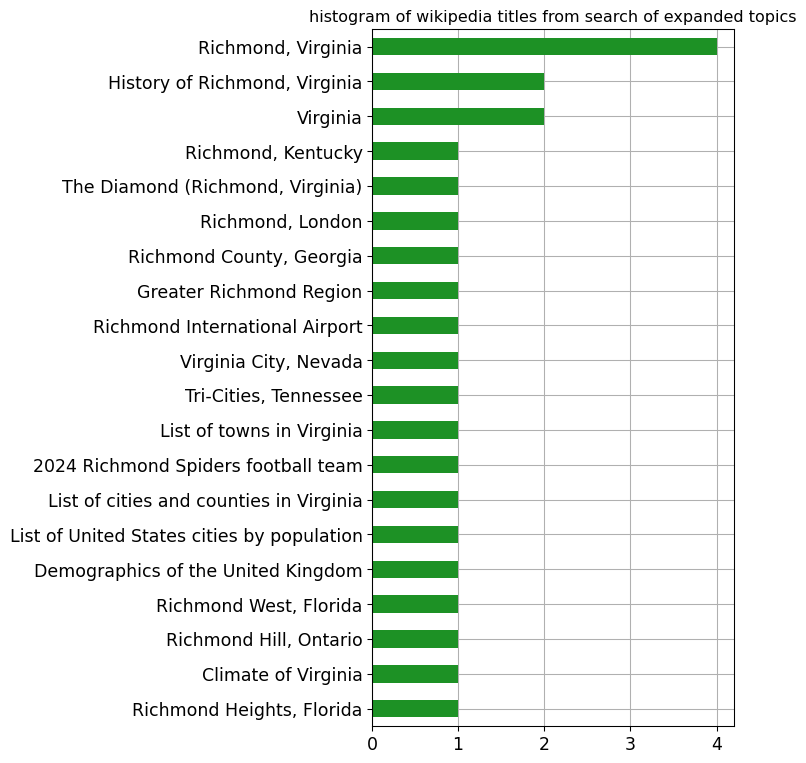 histogram of wikipedia titles from search of expanded topics
Richmond, Virginia
History of Richmond, Virginia
Virginia
Richmond, Kentucky
The Diamond (Richmond, Virginia)
Richmond, London
Richmond County, Georgia
Greater Richmond Region
Richmond International Airport
Virginia City, Nevada
Tri-Cities, Tennessee
List of towns in Virginia
2024 Richmond Spiders football team
List of cities and counties in Virginia
List of United States cities by population
Demographics of the United Kingdom
Richmond West, Florida
Richmond Hill, Ontario
Climate of Virginia
Richmond Heights, Florida
0 1 2 3 4